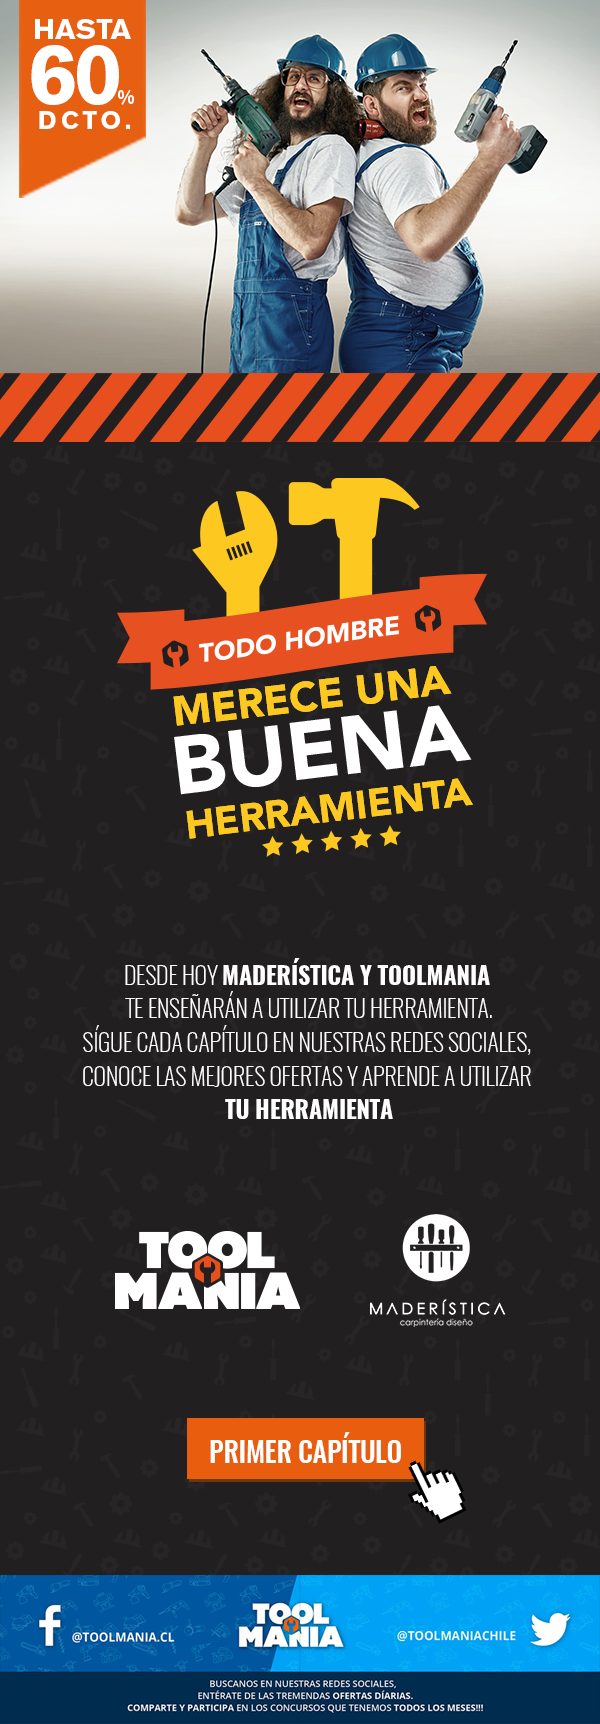 HASTA
60%
DCTO.
TODO HOMBRE
MERECE UNA
BUENA
HERRAMIENTA
DESDE HOY MADERÍSTICA Y TOOLMANIA
TE ENSEÑARÁN A UTILIZAR TU HERRAMIENTA.
SÍGUE CADA CAPÍTULO EN NUESTRAS REDES SOCIALES,
CONOCE LAS MEJORES OFERTAS Y APRENDE A UTILIZAR
TU HERRAMIENTA
TOOL
MANIA
MADERÍSTICA
carpintería diseño
PRIMER CAPÍTULO
@TOOLMANIA.CL
TOOL
MANIA
@TOOLMANIACHILE
BUSCANOS EN NUESTRAS REDES SOCIALES,
ENTÉRATE DE LAS TREMENDAS OFERTAS DÍARIAS.
COMPARTE Y PARTICIPA EN LOS CONCURSOS QUE TENEMOS TODOS LOS MESES!!!